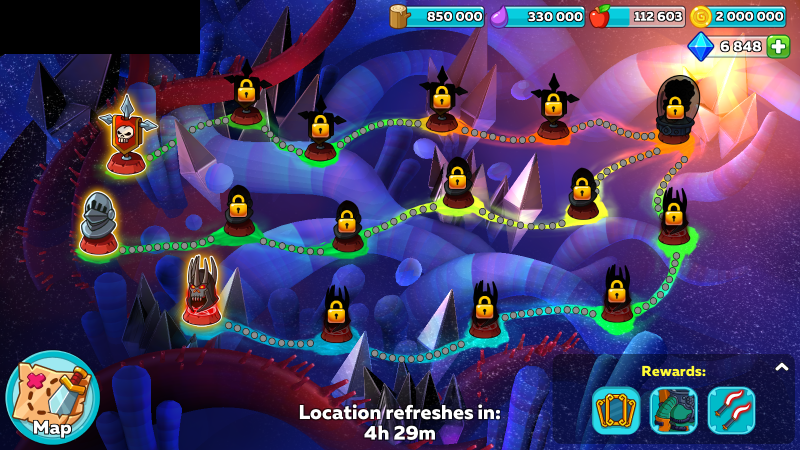 850 000
330 000
112 603
2 000 000
6 848
Rewards:
Location refreshes in:
4h 29m
Map